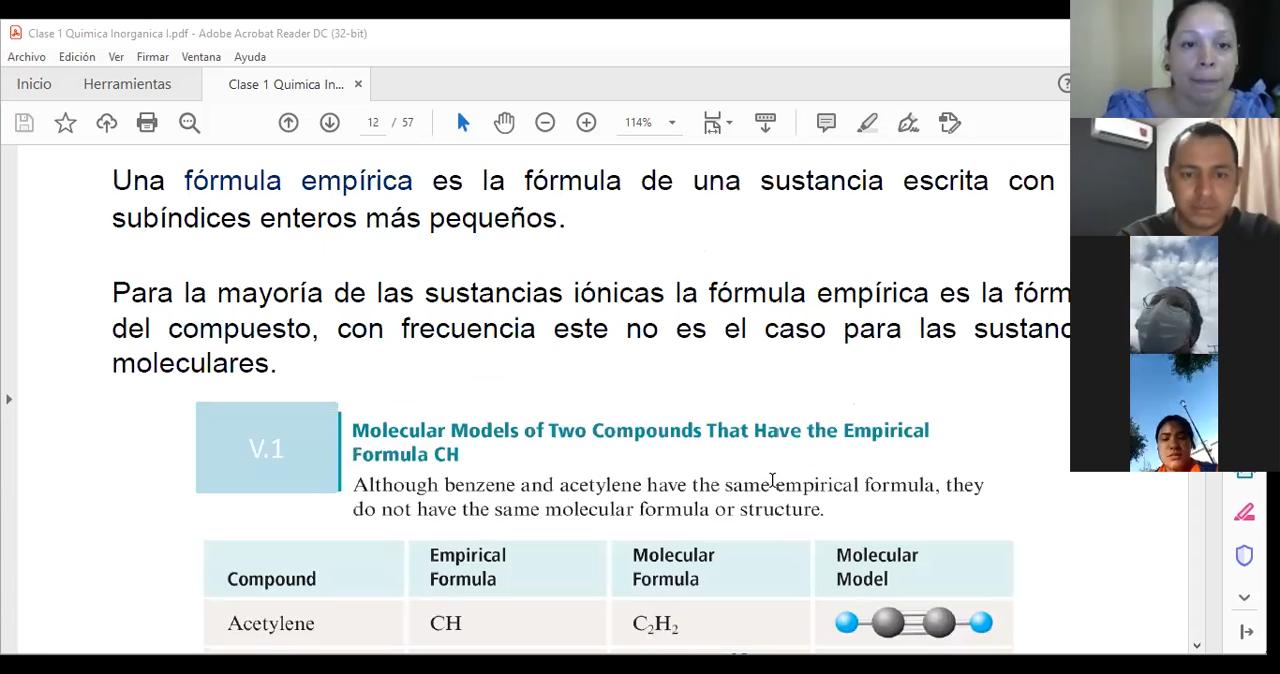 Clase 1 Quimica Inorganica I.pdf - Adobe Acrobat Reader DC (32-bit)
Archivo Edición Ver Firmar Ventana Ayuda
Inicio Herramientas Clase 1 Quimica In... ×
12 / 57 114%
Una fórmula empírica es la fórmula de una sustancia escrita con
subíndices enteros más pequeños.
Para la mayoría de las sustancias iónicas la fórmula empírica es la fórm
del compuesto, con frecuencia este no es el caso para las sustanc
moleculares.
V.1
Molecular Models of Two Compounds That Have the Empirical
Formula CH
Although benzene and acetylene have the same empirical formula, they
do not have the same molecular formula or structure.
Compound Empirical Formula Molecular Formula Molecular Model
Acetylene CH C₂H₂